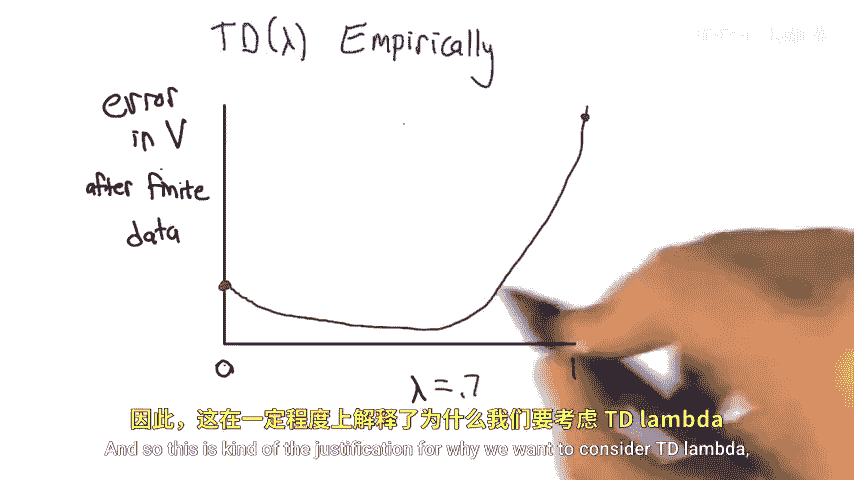 TD(λ) Empirically
error
in V
after finite
data
0
1
λ=.7
因此，这在一定程度上解释了为什么我们要考虑 TD lambda
And so this is kind of the justification for why we want to consider TD lambda,